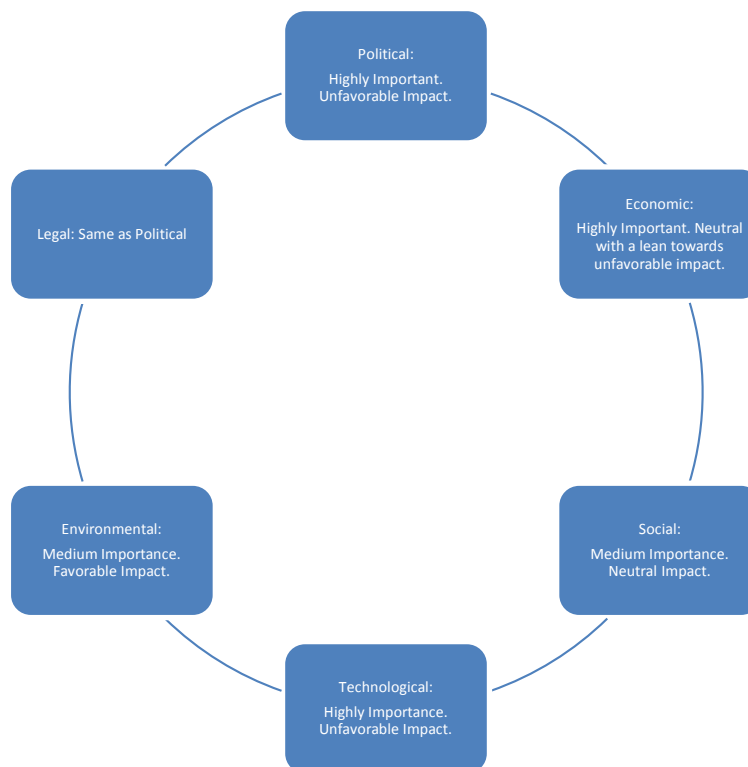 Political:
Highly Important.
Unfavorable Impact.
Economic:
Highly Important. Neutral
with a lean towards
unfavorable impact.
Social:
Medium Importance.
Neutral Impact.
Technological:
Highly Importance.
Unfavorable Impact.
Environmental:
Medium Importance.
Favorable Impact.
Legal: Same as Political